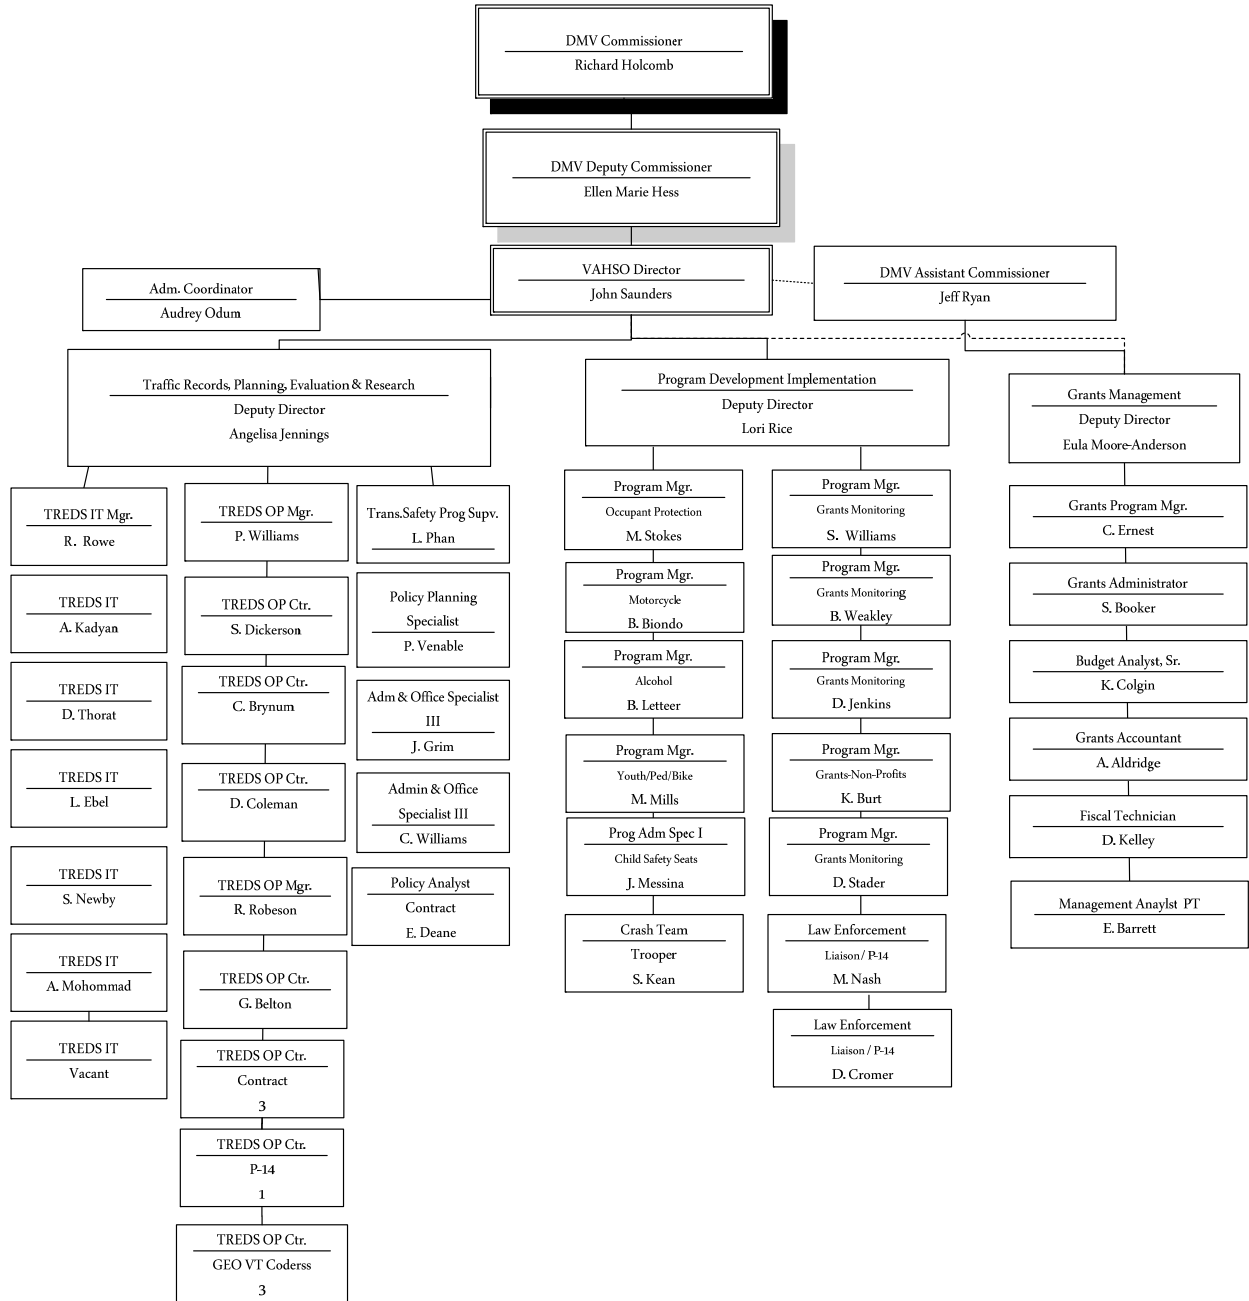 DMV Commissioner
Richard Holcomb
DMV Deputy Commissioner
Ellen Marie Hess
VAHSO Director
John Saunders
DMV Assistant Commissioner
Jeff Ryan
Adm. Coordinator
Audrey Odum
Traffic Records, Planning, Evaluation & Research
Deputy Director
Angelisa Jennings
Program Development Implementation
Deputy Director
Lori Rice
Grants Management
Deputy Director
Eula Moore-Anderson
TREDS IT Mgr.
R. Rowe
TREDS IT
A. Kadyan
TREDS IT
D. Thorat
TREDS IT
L. Ebel
TREDS IT
S. Newby
TREDS IT
A. Mohommad
TREDS IT
Vacant
TREDS OP Mgr.
P. Williams
TREDS OP Ctr.
S. Dickerson
TREDS OP Ctr.
C. Brynum
TREDS OP Ctr.
D. Coleman
TREDS OP Mgr.
R. Robeson
TREDS OP Ctr.
G. Belton
TREDS OP Ctr.
Contract
3
TREDS OP Ctr.
P-14
1
TREDS OP Ctr.
GEO VT Coderss
3
Trans.Safety Prog Supv.
L. Phan
Policy Planning
Specialist
P. Venable
Adm & Office Specialist
III
J. Grim
Admin & Office
Specialist III
C. Williams
Policy Analyst
Contract
E. Deane
Program Mgr.
Occupant Protection
M. Stokes
Program Mgr.
Motorcycle
B. Biondo
Program Mgr.
Alcohol
B. Letteer
Program Mgr.
Youth/Ped/Bike
M. Mills
Prog Adm Spec I
Child Safety Seats
J. Messina
Crash Team
Trooper
S. Kean
Program Mgr.
Grants Monitoring
S. Williams
Program Mgr.
Grants Monitoring
B. Weakley
Program Mgr.
Grants Monitoring
D. Jenkins
Program Mgr.
Grants-Non-Profits
K. Burt
Program Mgr.
Grants Monitoring
D. Stader
Law Enforcement
Liaison/ P-14
M. Nash
Law Enforcement
Liaison / P-14
D. Cromer
Grants Program Mgr.
C. Ernest
Grants Administrator
S. Booker
Budget Analyst, Sr.
K. Colgin
Grants Accountant
A. Aldridge
Fiscal Technician
D. Kelley
Management Anaylst PT
E. Barrett